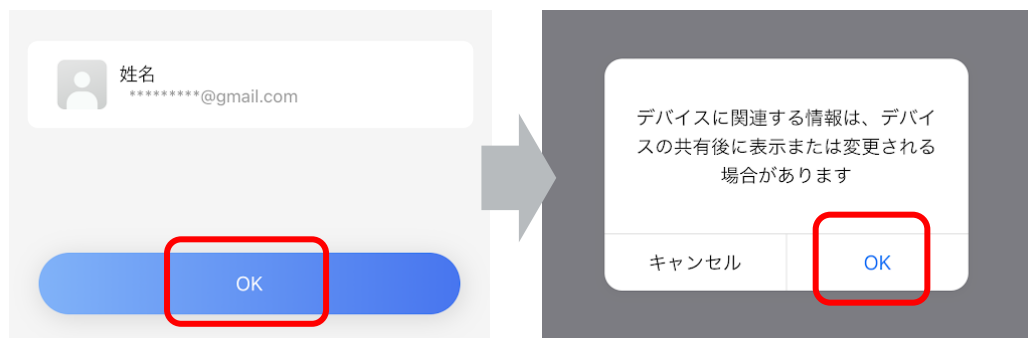 姓名
*********@gmail.com
OK
デバイスに関連する情報は、デバイ
スの共有後に表示または変更される
場合があります
キャンセル
OK